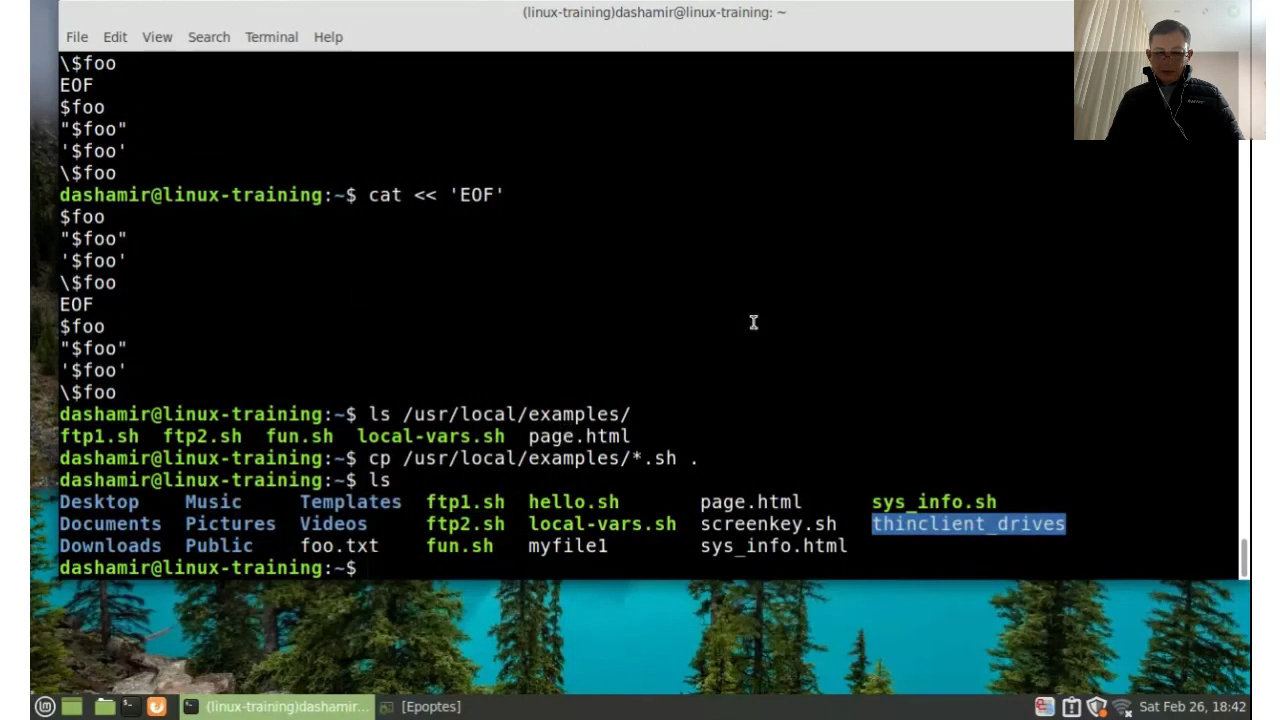 (linux-training)dashamir@linux-training: ~
File Edit View Search Terminal Help
\$foo
EOF
$foo
"$foo"
'$foo'
\$foo
dashamir@linux-training:~$ cat << 'EOF'
$foo
"$foo"
'$foo'
\$foo
EOF
$foo
"$foo"
'$foo'
\$foo
dashamir@linux-training:~$ ls /usr/local/examples/
ftp1.sh ftp2.sh fun.sh local-vars.sh page.html
dashamir@linux-training:~$ cp /usr/local/examples/*.sh .
dashamir@linux-training:~$ ls
Desktop Music Templates ftp1.sh hello.sh page.html sys_info.sh
Documents Pictures Videos ftp2.sh local-vars.sh screenkey.sh thinclient_drives
Downloads Public foo.txt fun.sh myfile1 sys_info.html
dashamir@linux-training:~$
(linux-training)dashamir... [Epoptes] Sat Feb 26, 18:42